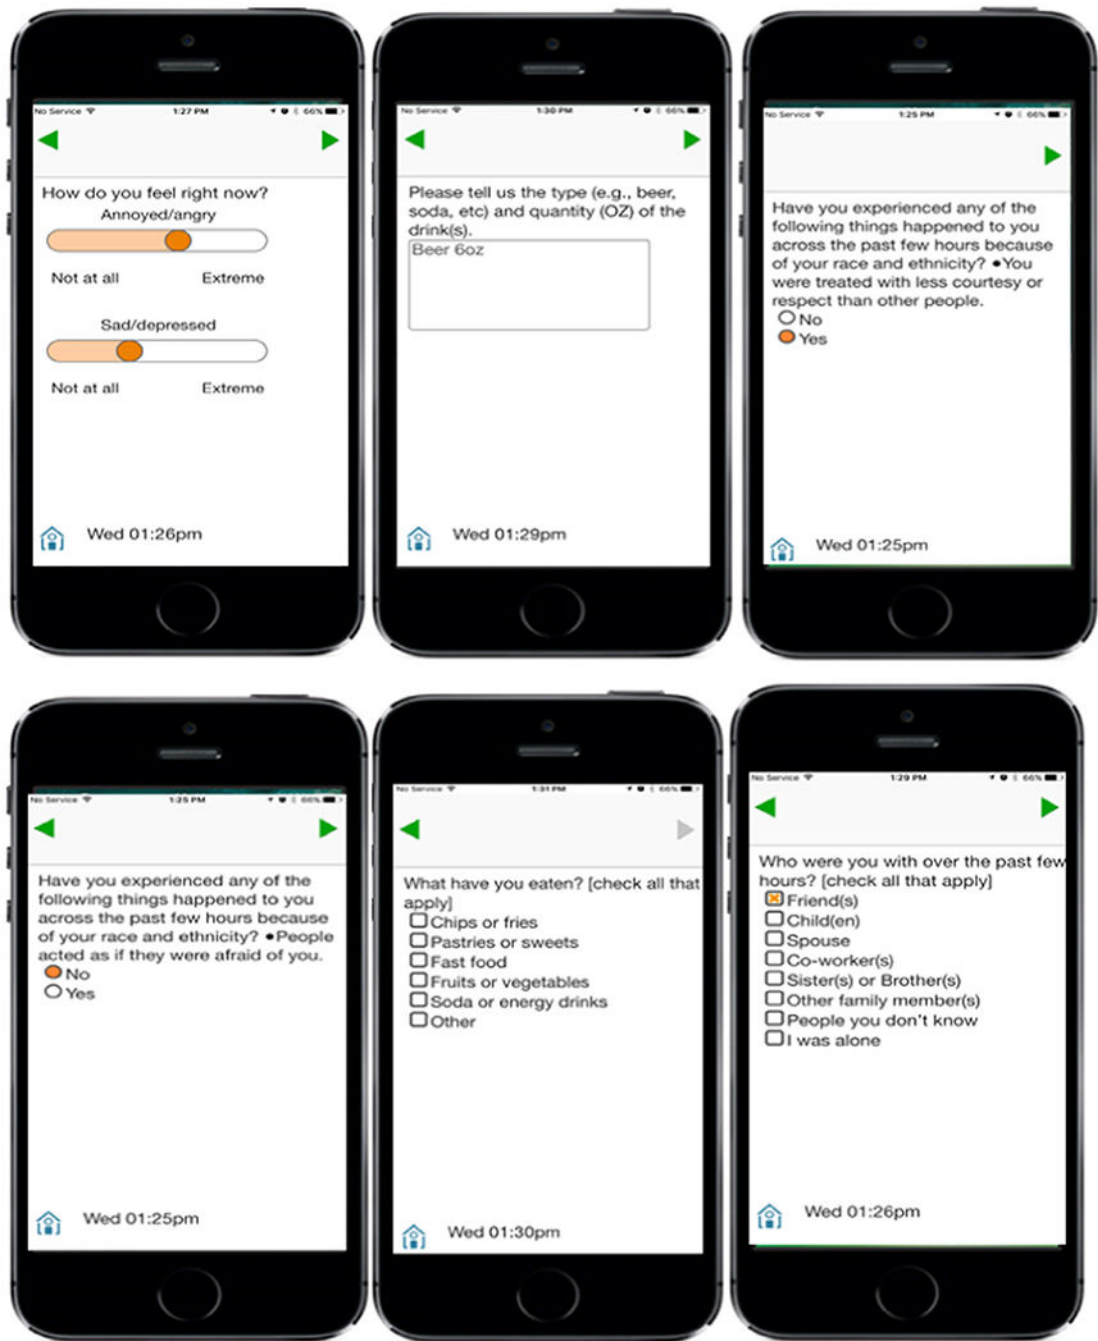 No Service
1:27 PM
66%
How do you feel right now?
Annoyed/angry
Not at all Extreme
Sad/depressed
Not at all Extreme
Wed 01:26pm
No Service
1:30 PM
66%
Please tell us the type (e.g., beer,
soda, etc) and quantity (OZ) of the
drink(s).
Beer 6oz
Wed 01:29pm
No Service
1:25 PM
66%
Have you experienced any of the
following things happened to you
across the past few hours because
of your race and ethnicity? •You
were treated with less courtesy or
respect than other people.
No
Yes
Wed 01:25pm
No Service
1:25 PM
66%
Have you experienced any of the
following things happened to you
across the past few hours because
of your race and ethnicity? •People
acted as if they were afraid of you.
No
Yes
Wed 01:25pm
No Service
1:31 PM
66%
What have you eaten? [check all that
apply]
Chips or fries
Pastries or sweets
Fast food
Fruits or vegetables
Soda or energy drinks
Other
Wed 01:30pm
No Service
1:29 PM
66%
Who were you with over the past few
hours? [check all that apply]
Friend(s)
Child(en)
Spouse
Co-worker(s)
Sister(s) or Brother(s)
Other family member(s)
People you don't know
I was alone
Wed 01:26pm